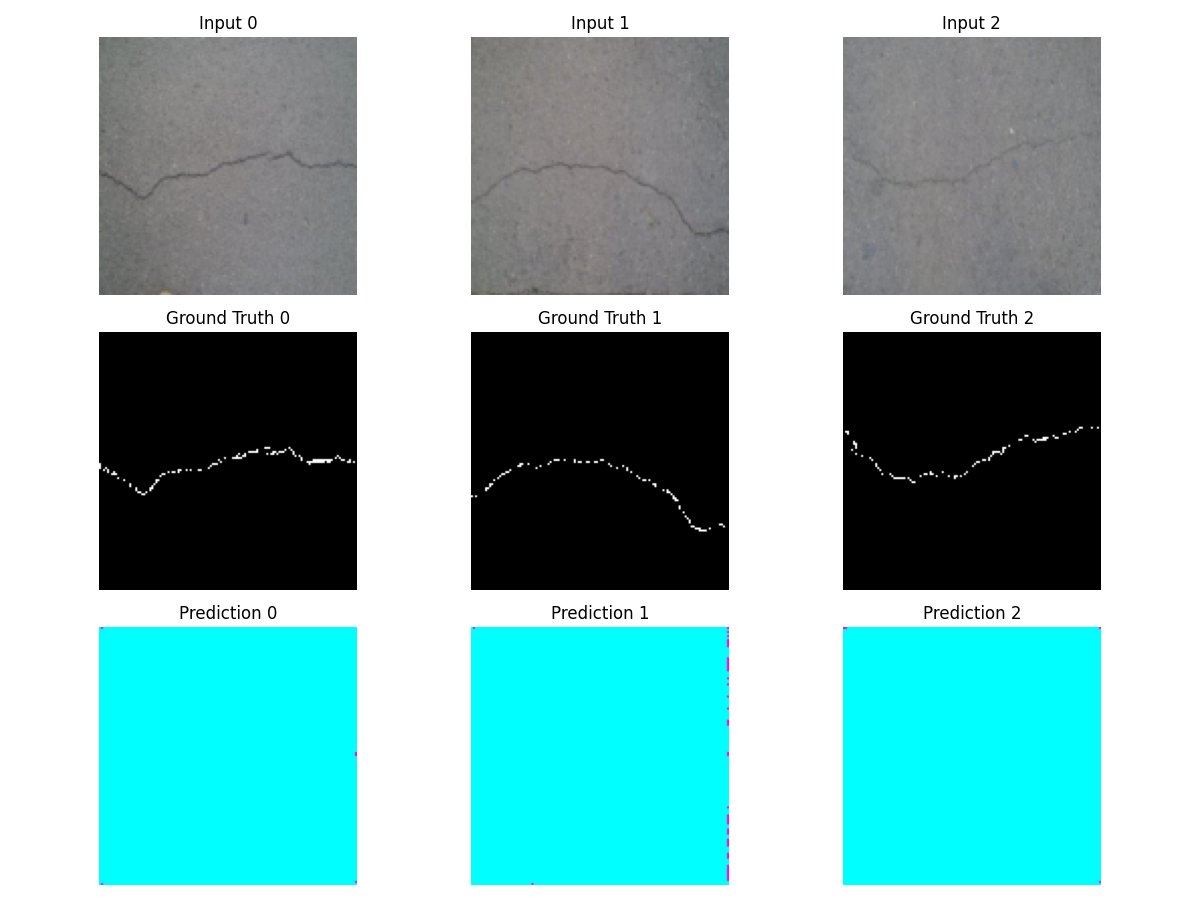 Input 0
Input 1
Input 2
Ground Truth 0
Ground Truth 1
Ground Truth 2
Prediction 0
Prediction 1
Prediction 2